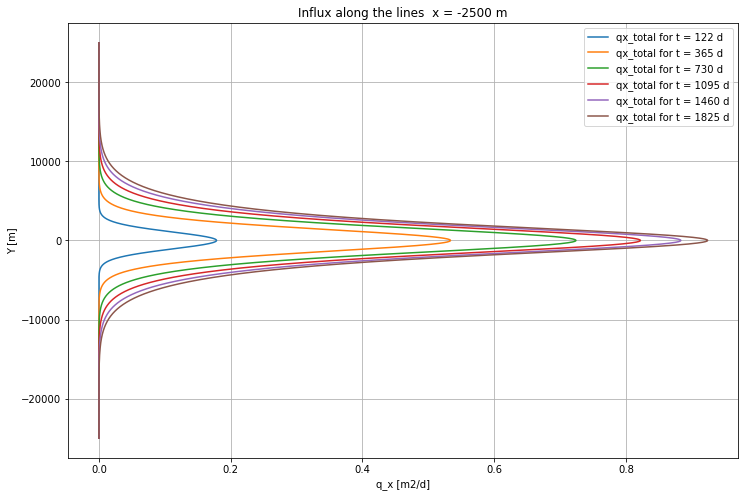 Influx along the lines  x = -2500 m
qx_total for t = 122 d
qx_total for t = 365 d
qx_total for t = 730 d
qx_total for t = 1095 d
qx_total for t = 1460 d
qx_total for t = 1825 d
Y [m]
20000
10000
0
−10000
−20000
0.0 0.2 0.4 0.6 0.8
q_x [m2/d]